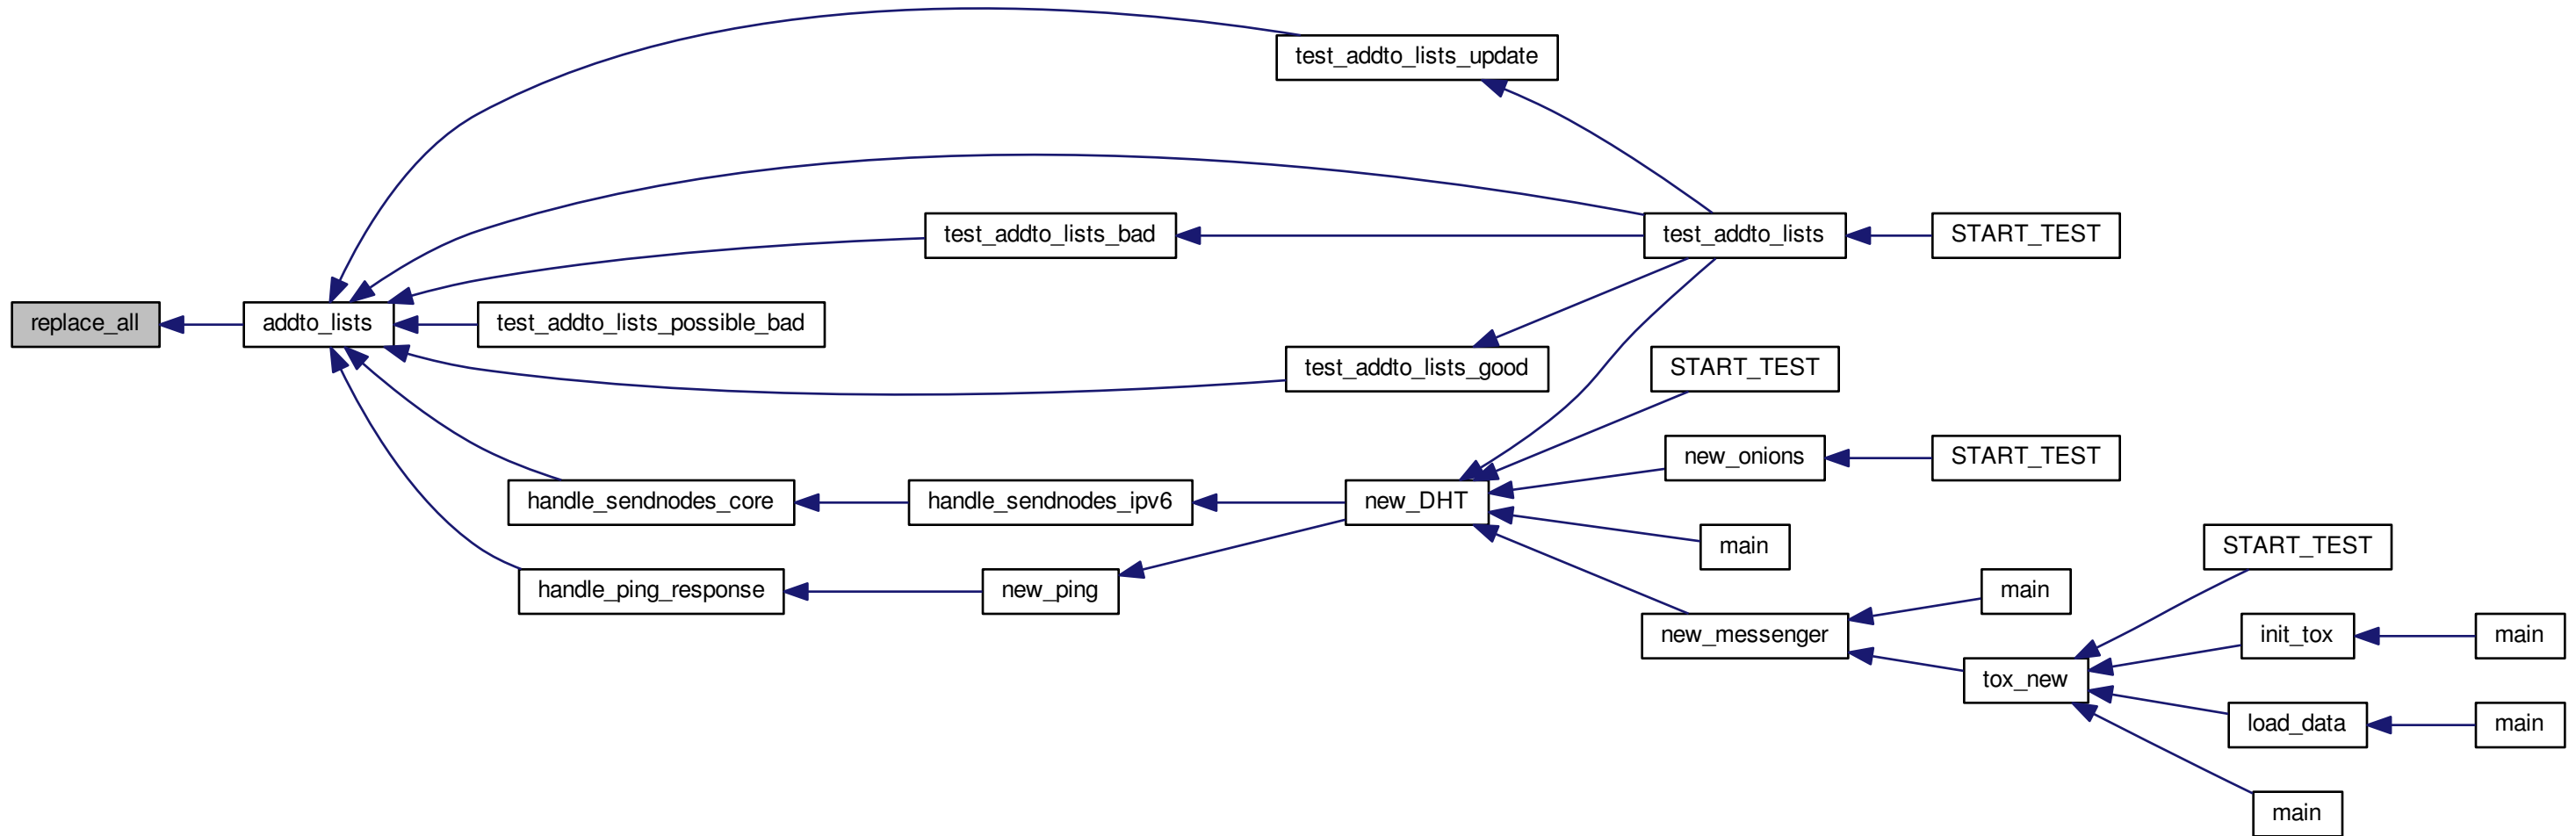 test_addto_lists_update
test_addto_lists_bad
test_addto_lists
START_TEST
replace_all
addto_lists
test_addto_lists_possible_bad
test_addto_lists_good
START_TEST
new_onions
START_TEST
handle_sendnodes_core
handle_sendnodes_ipv6
new_DHT
main
START_TEST
handle_ping_response
new_ping
main
new_messenger
init_tox
main
tox_new
load_data
main
main